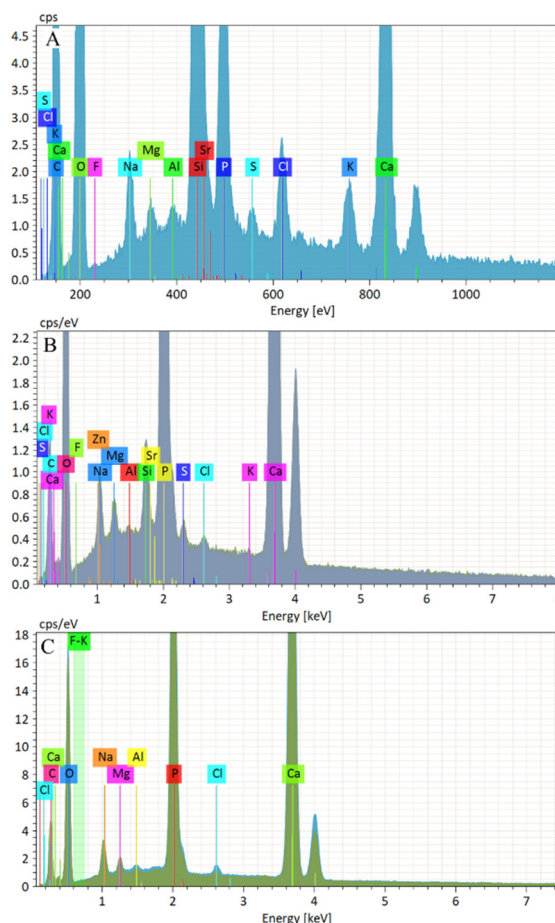 cps
A
4.5
4.0
3.5
3.0
2.5
2.0
1.5
1.0
0.5
0.0
S
Cl
K
Ca
C O F Na Mg Al Si Sr P S Cl K Ca
200 400 600 800 1000
Energy [eV]
cps/eV
B
2.2
2.0
1.8
1.6
1.4
1.2
1.0
0.8
0.6
0.4
0.2
0.0
K
Cl Zn
S C O F Mg Sr
Ca Na Al Si P S Cl K Ca
1 2 3 4 5 6 7
Energy [keV]
cps/eV
C
18
16
14
12
10
8
6
4
2
0
F-K
Ca Na Al
C O Mg P Cl Ca
Cl
1 2 3 4 5 6 7
Energy [keV]